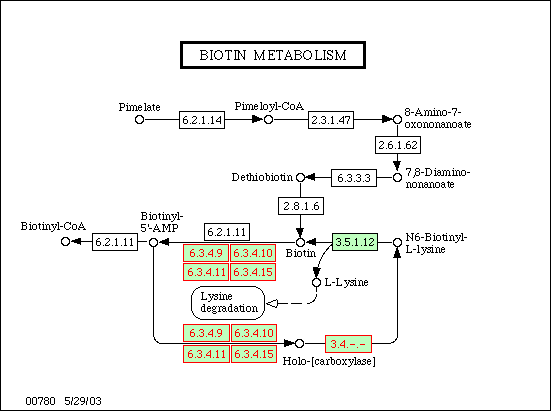 BIOTIN METABOLISM
Pimelate
6.2.1.14
Pimeloyl-CoA
2.3.1.47
8-Amino-7-
oxononanoate
2.6.1.62
7,8-Diamino-
nonanoate
6.3.3.3
Dethiobiotin
2.8.1.6
Biotinyl-CoA
6.2.1.11
Biotinyl-
5'-AMP
6.2.1.11
6.3.4.9 6.3.4.10
6.3.4.11 6.3.4.15
Biotin
3.5.1.12
N6-Biotinyl-
L-lysine
L-Lysine
Lysine
degradation
6.3.4.9 6.3.4.10
6.3.4.11 6.3.4.15
Holo-[carboxylase]
3.4.-.-
00780 5/29/03